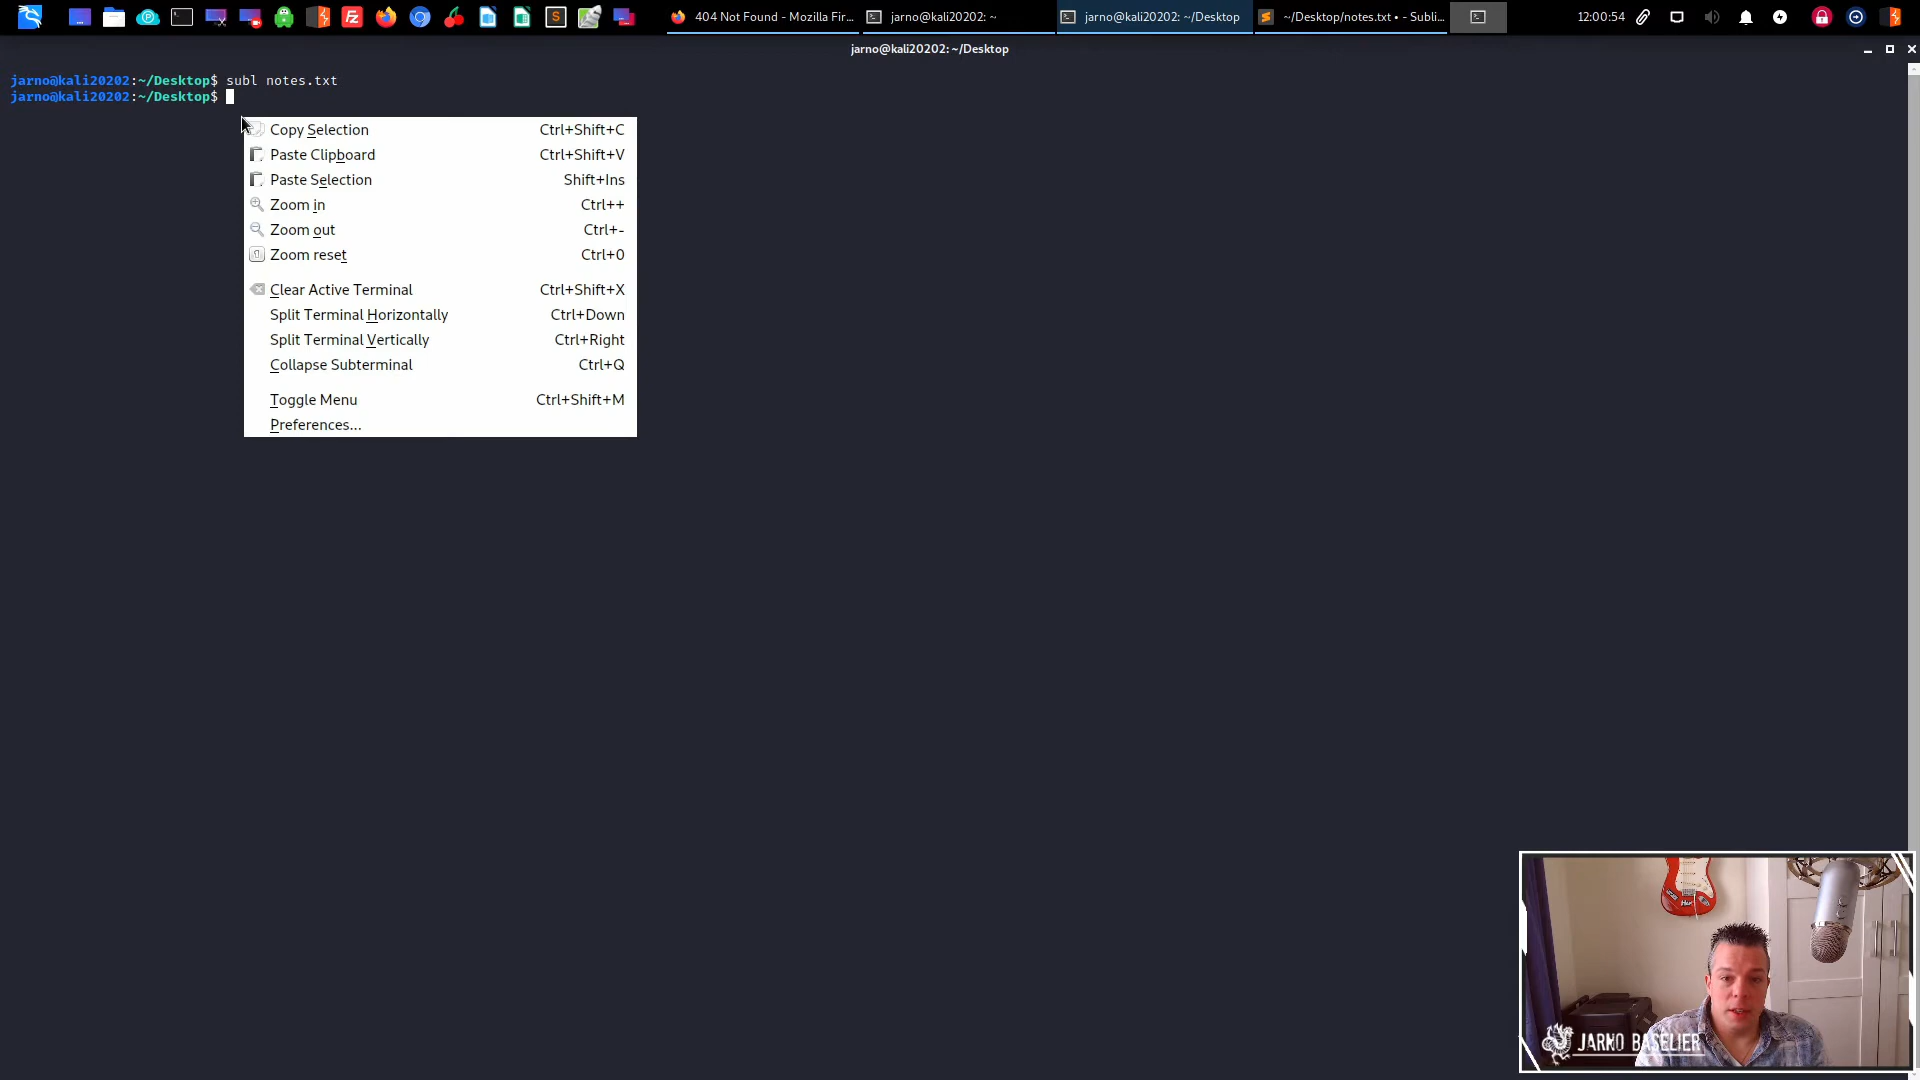 404 Not Found - Mozilla Fir...
jarno@kali20202: ~
jarno@kali20202: ~/Desktop
~/Desktop/notes.txt • - Subli...
12:00:54
jarno@kali20202: ~/Desktop
jarno@kali20202:~/Desktop$ subl notes.txt
jarno@kali20202:~/Desktop$
Copy Selection Ctrl+Shift+C
Paste Clipboard Ctrl+Shift+V
Paste Selection Shift+Ins
Zoom in Ctrl++
Zoom out Ctrl+-
Zoom reset Ctrl+0
Clear Active Terminal Ctrl+Shift+X
Split Terminal Horizontally Ctrl+Down
Split Terminal Vertically Ctrl+Right
Collapse Subterminal Ctrl+Q
Toggle Menu Ctrl+Shift+M
Preferences...
JARNO BASELIER